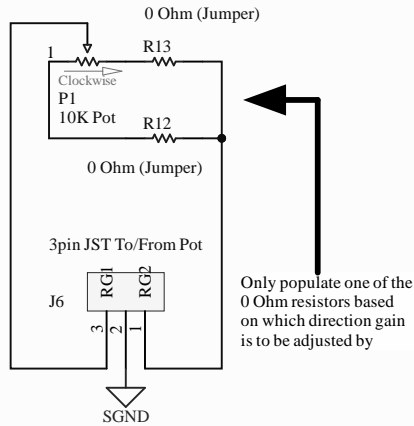 0 Ohm (Jumper)
R13
1
Clockwise
P1
10K Pot
R12
0 Ohm (Jumper)
3pin JST To/From Pot
RG1
RG2
J6
3
2
1
SGND
Only populate one of the
0 Ohm resistors based
on which direction gain
is to be adjusted by